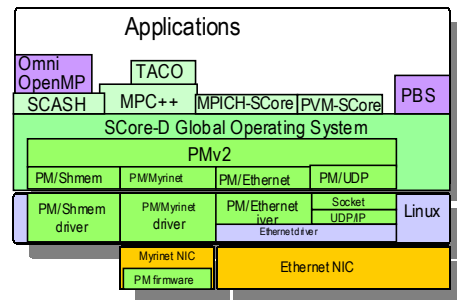 Applications
Omni
OpenMP
TACO
PBS
SCASH
MPC++
MPICH-SCore
PVM-SCore
SCore-D Global Operating System
PMv2
PM/Shmem
PM/Myrinet
PM/Ethernet
PM/UDP
PM/Shmem
driver
PM/Myrinet
driver
PM/Ethernet
iver
Socket
UDP/IP
Ethernet driver
Linux
Myrinet NIC
PM firmware
Ethernet NIC